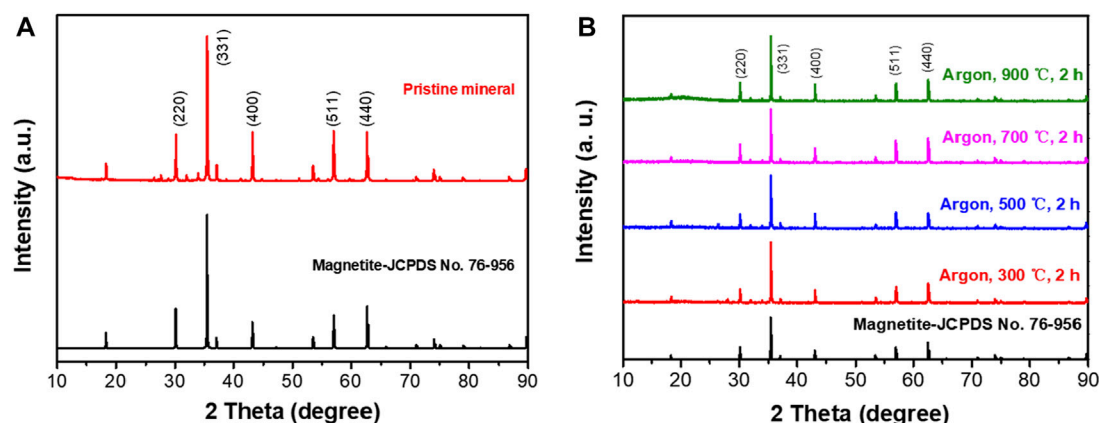 A
(331)
Pristine mineral
(220)
(400)
(511)
(440)
Magnetite-JCPDS No. 76-956
Intensity (a.u.)
10 20 30 40 50 60 70 80 90
2 Theta (degree)
B
(220)
(331)
(400)
(511)
(440)
Argon, 900 ℃, 2 h
Argon, 700 ℃, 2 h
Argon, 500 ℃, 2 h
Argon, 300 ℃, 2 h
Magnetite-JCPDS No. 76-956
Intensity (a. u.)
10 20 30 40 50 60 70 80 90
2 Theta (degree)